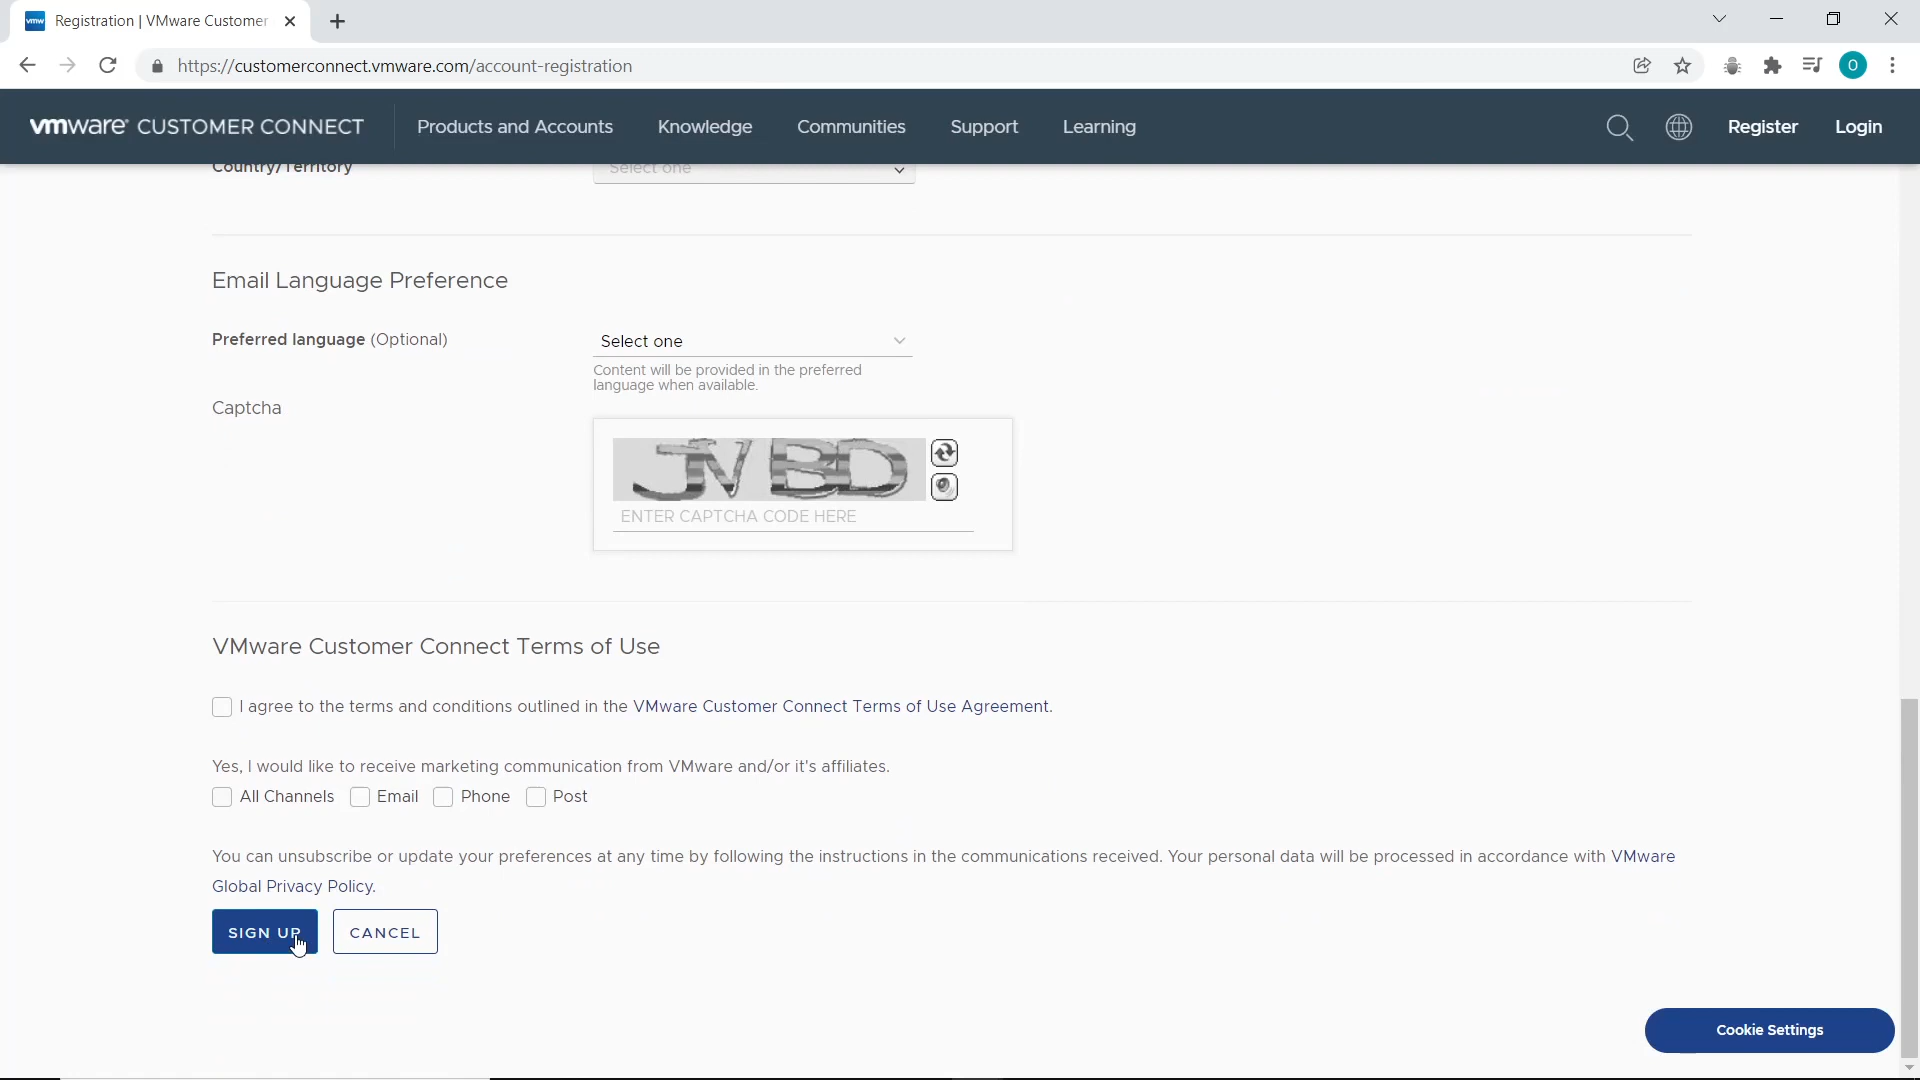 Registration | VMware Customer
https://customerconnect.vmware.com/account-registration
O
vmware® CUSTOMER CONNECT
Products and Accounts
Knowledge
Communities
Support
Learning
Register
Login
Country/Territory
Select one
Email Language Preference
Preferred language (Optional)
Select one
Content will be provided in the preferred
language when available.
Captcha
JVBD
ENTER CAPTCHA CODE HERE
VMware Customer Connect Terms of Use
I agree to the terms and conditions outlined in the VMware Customer Connect Terms of Use Agreement.
Yes, I would like to receive marketing communication from VMware and/or it's affiliates.
All Channels Email Phone Post
You can unsubscribe or update your preferences at any time by following the instructions in the communications received. Your personal data will be processed in accordance with VMware
Global Privacy Policy.
SIGN UP
CANCEL
Cookie Settings